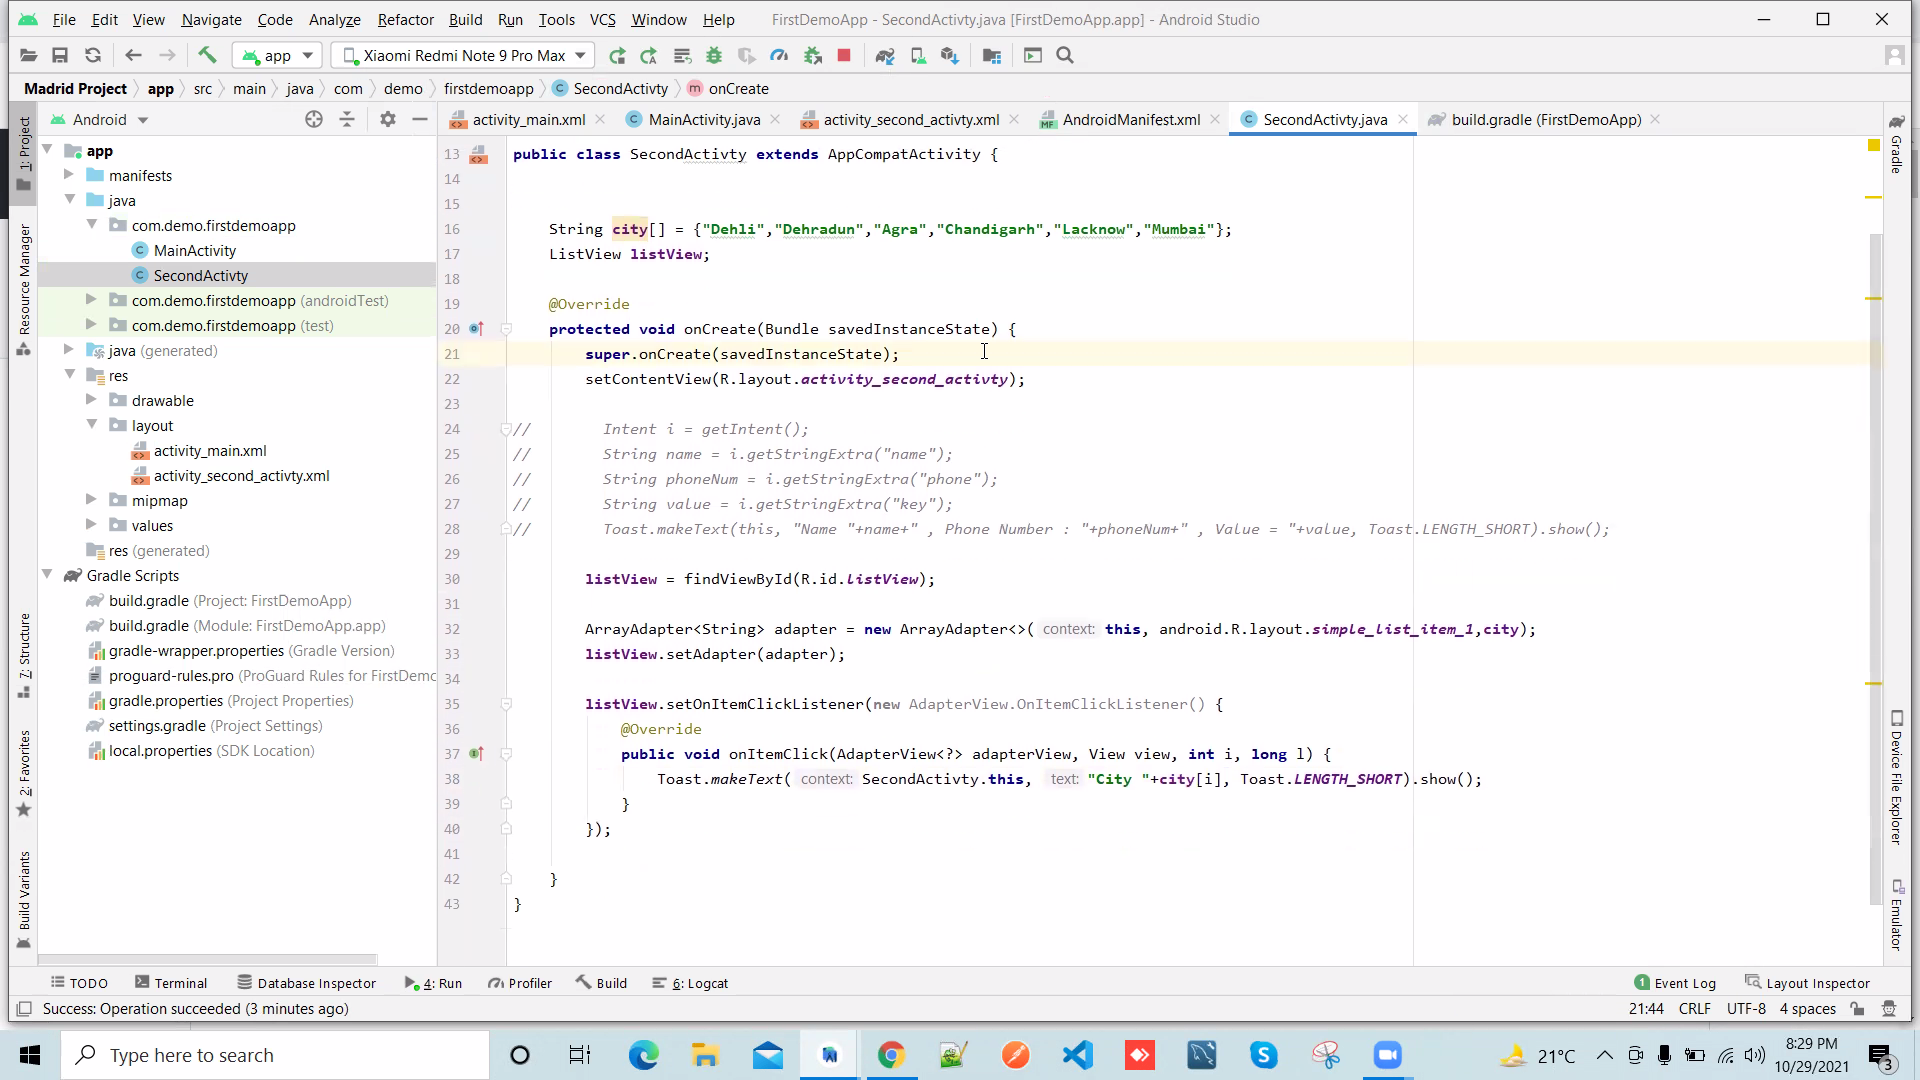 File Edit View Navigate Code Analyze Refactor Build Run Tools VCS Window Help FirstDemoApp - SecondActivty.java [FirstDemoApp.app] - Android Studio
app Xiaomi Redmi Note 9 Pro Max
Madrid Project app src main java com demo firstdemoapp SecondActivty onCreate
Android activity_main.xml MainActivity.java activity_second_activty.xml AndroidManifest.xml SecondActivty.java build.gradle (FirstDemoApp)
1: Project
Resource Manager
7: Structure
2: Favorites
Build Variants
app
manifests
java
com.demo.firstdemoapp
MainActivity
SecondActivty
com.demo.firstdemoapp (androidTest)
com.demo.firstdemoapp (test)
java (generated)
res
drawable
layout
activity_main.xml
activity_second_activty.xml
mipmap
values
res (generated)
Gradle Scripts
build.gradle (Project: FirstDemoApp)
build.gradle (Module: FirstDemoApp.app)
gradle-wrapper.properties (Gradle Version)
proguard-rules.pro (ProGuard Rules for FirstDemc
gradle.properties (Project Properties)
settings.gradle (Project Settings)
local.properties (SDK Location)
13 public class SecondActivty extends AppCompatActivity {
14
15
16 String city[] = {"Dehli","Dehradun","Agra","Chandigarh","Lacknow","Mumbai"};
17 ListView listView;
18
19 @Override
20 protected void onCreate(Bundle savedInstanceState) {
21 super.onCreate(savedInstanceState);
22 setContentView(R.layout.activity_second_activty);
23
24 // Intent i = getIntent();
25 // String name = i.getStringExtra("name");
26 // String phoneNum = i.getStringExtra("phone");
27 // String value = i.getStringExtra("key");
28 // Toast.makeText(this, "Name "+name+" , Phone Number : "+phoneNum+" , Value = "+value, Toast.LENGTH_SHORT).show();
29
30 listView = findViewById(R.id.listView);
31
32 ArrayAdapter<String> adapter = new ArrayAdapter<>( context: this, android.R.layout.simple_list_item_1,city);
33 listView.setAdapter(adapter);
34
35 listView.setOnItemClickListener(new AdapterView.OnItemClickListener() {
36 @Override
37 public void onItemClick(AdapterView<?> adapterView, View view, int i, long l) {
38 Toast.makeText( context: SecondActivty.this, text: "City "+city[i], Toast.LENGTH_SHORT).show();
39 }
40 });
41
42 }
43 }
Gradle
Device File Explorer
Emulator
TODO Terminal Database Inspector 4: Run Profiler Build 6: Logcat 1 Event Log Layout Inspector
Success: Operation succeeded (3 minutes ago) 21:44 CRLF UTF-8 4 spaces
Type here to search 21°C 8:29 PM
10/29/2021 3